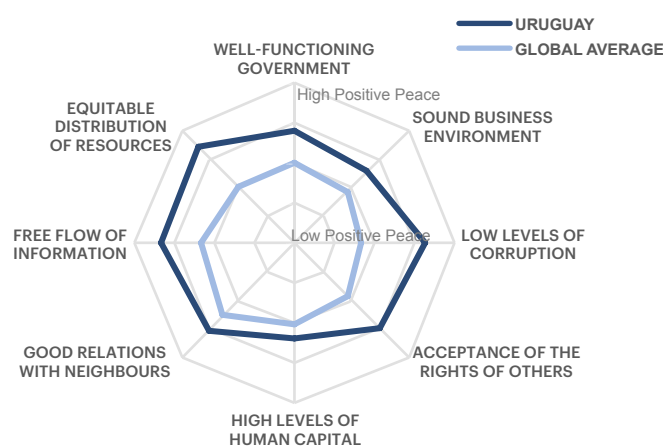 URUGUAY
GLOBAL AVERAGE
WELL-FUNCTIONING
GOVERNMENT
High Positive Peace
EQUITABLE
DISTRIBUTION
OF RESOURCES
SOUND BUSINESS
ENVIRONMENT
FREE FLOW OF
INFORMATION
Low Positive Peace
LOW LEVELS OF
CORRUPTION
GOOD RELATIONS
WITH NEIGHBOURS
ACCEPTANCE OF THE
RIGHTS OF OTHERS
HIGH LEVELS OF
HUMAN CAPITAL